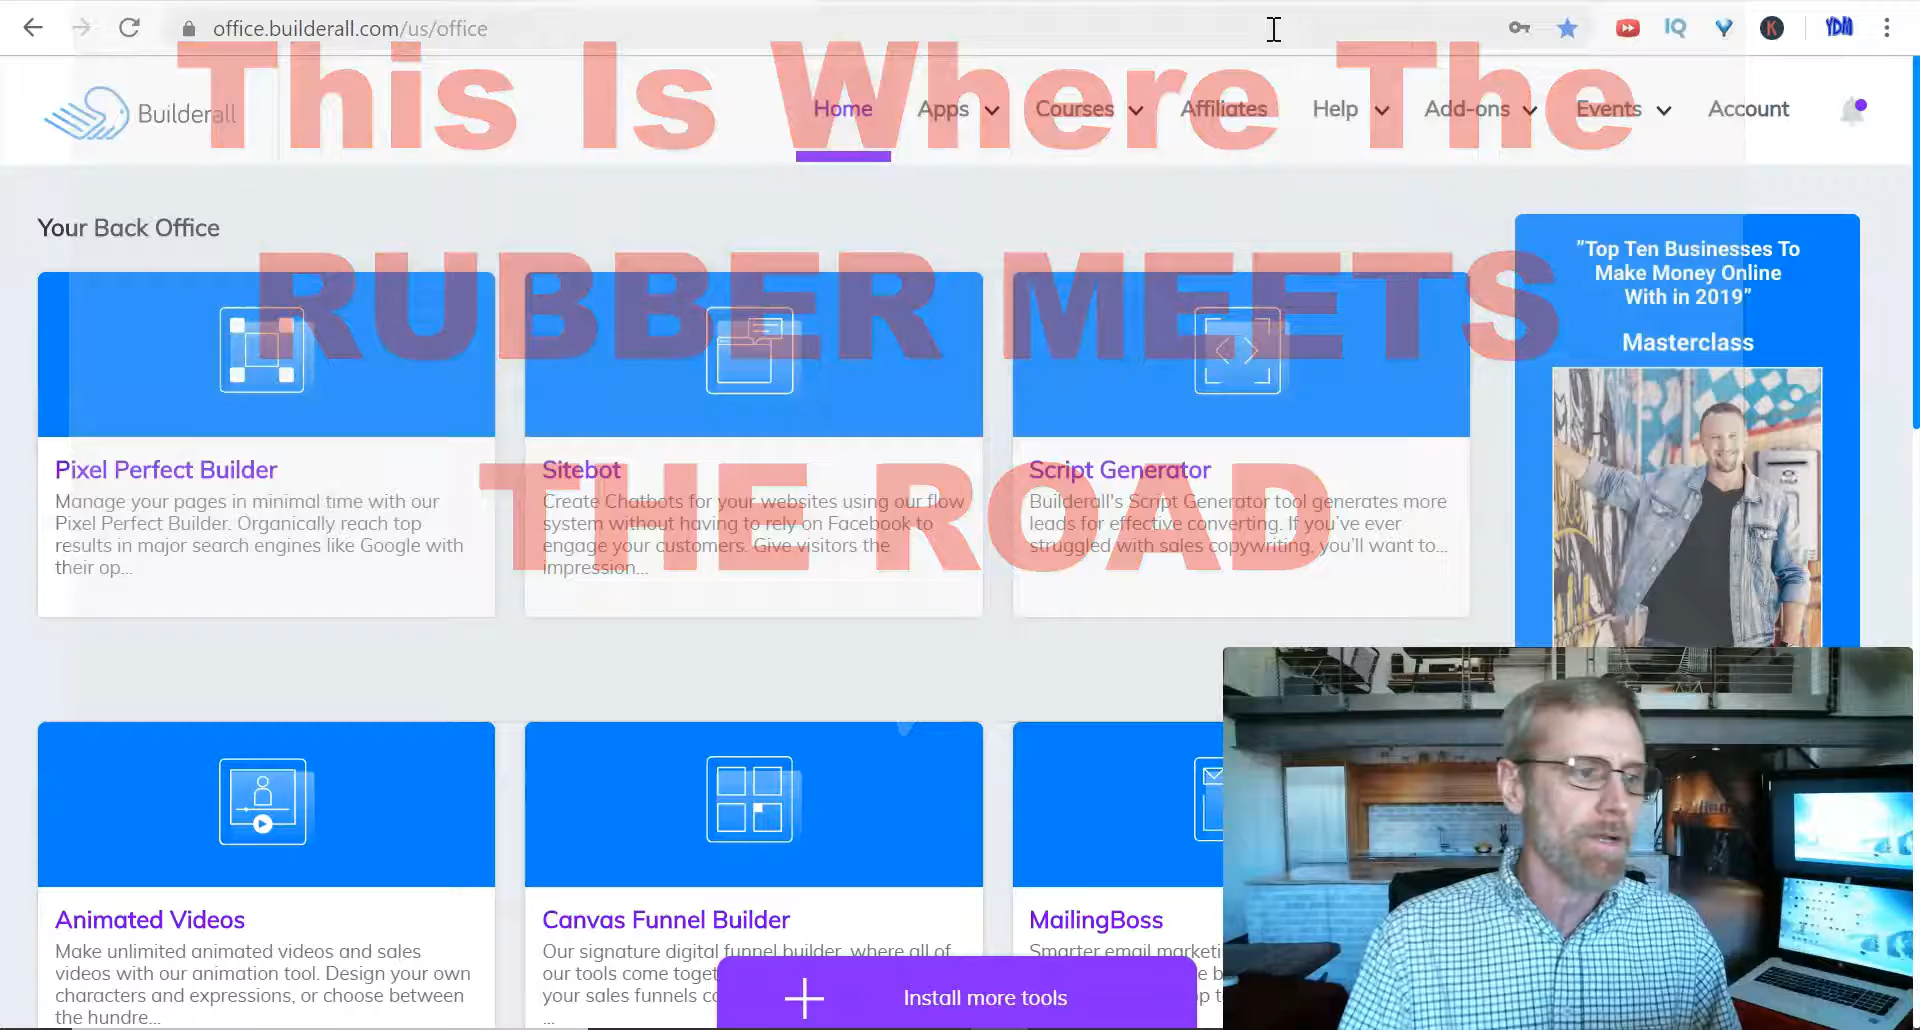 office.builderall.com/us/office
IQ
K
YDM
This Is Where The
Builderall
Home
Apps
Courses
Affiliates
Help
Add-ons
Events
Account
Your Back Office
"Top Ten Businesses To
Make Money Online
With in 2019"
Masterclass
RUBBER MEETS
THE ROAD
Pixel Perfect Builder
Manage your pages in minimal time with our
Pixel Perfect Builder. Organically reach top
results in major search engines like Google with
their op...
Sitebot
Create Chatbots for your websites using our flow
system without having to rely on Facebook to
engage your customers. Give visitors the
impression...
Script Generator
Builderall's Script Generator tool generates more
leads for effective converting. If you've ever
struggled with sales copywriting, you'll want to...
Animated Videos
Make unlimited animated videos and sales
videos with our animation tool. Design your own
characters and expressions, or choose between
the hundre...
Canvas Funnel Builder
Our signature digital funnel builder, where all of
our tools come toget
your sales funnels
...
MailingBoss
Smarter email marketi
Install more tools